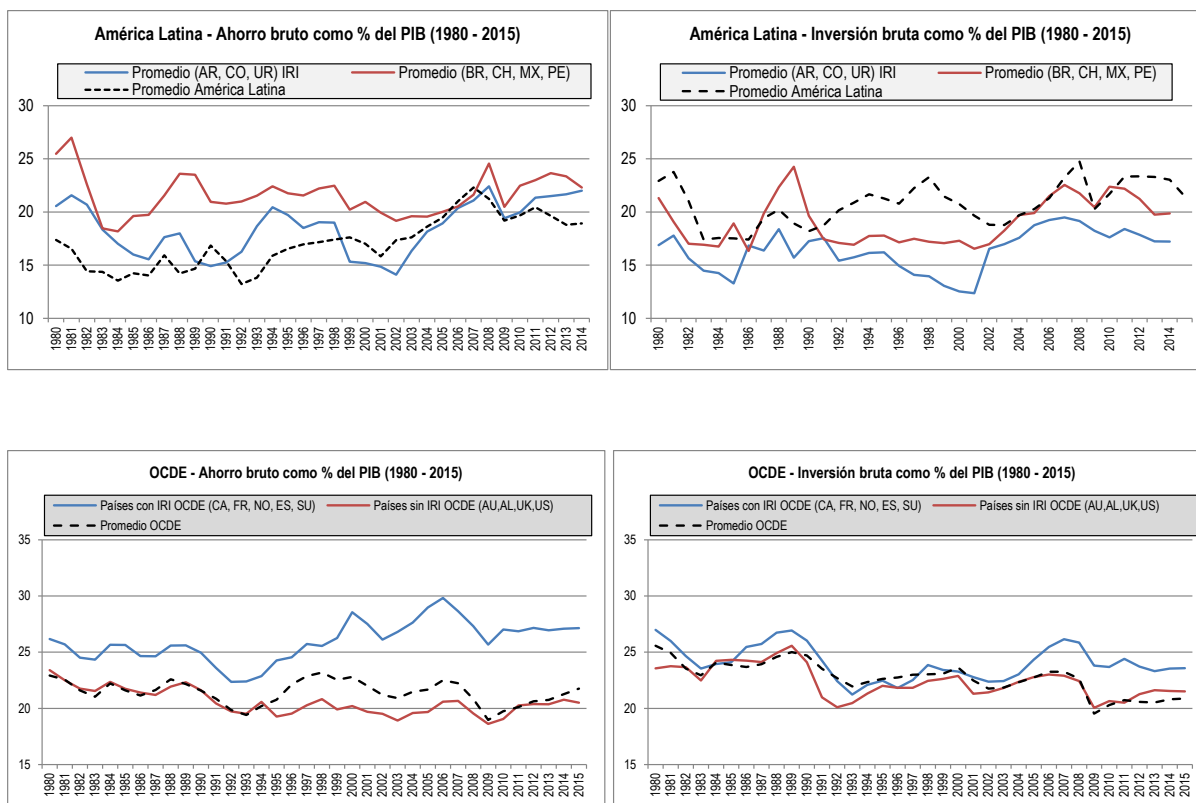 América Latina - Ahorro bruto como % del PIB (1980 - 2015)
Promedio (AR, CO, UR) IRI
Promedio (BR, CH, MX, PE)
Promedio América Latina
30
25
20
15
10
1980 1981 1982 1983 1984 1985 1986 1987 1988 1989 1990 1991 1992 1993 1994 1995 1996 1997 1998 1999 2000 2001 2002 2003 2004 2005 2006 2007 2008 2009 2010 2011 2012 2013 2014
América Latina - Inversión bruta como % del PIB (1980 - 2015)
Promedio (AR, CO, UR) IRI
Promedio (BR, CH, MX, PE)
Promedio América Latina
30
25
20
15
10
1980 1982 1984 1986 1988 1990 1992 1994 1996 1998 2000 2002 2004 2006 2008 2010 2012 2014
OCDE - Ahorro bruto como % del PIB (1980 - 2015)
Países con IRI OCDE (CA, FR, NO, ES, SU)
Países sin IRI OCDE (AU,AL,UK,US)
Promedio OCDE
35
30
25
20
15
1980 1981 1982 1983 1984 1985 1986 1987 1988 1989 1990 1991 1992 1993 1994 1995 1996 1997 1998 1999 2000 2001 2002 2003 2004 2005 2006 2007 2008 2009 2010 2011 2012 2013 2014 2015
OCDE - Inversión bruta como % del PIB (1980 - 2015)
Países con IRI OCDE (CA, FR, NO, ES, SU)
Países sin IRI OCDE (AU,AL,UK,US)
Promedio OCDE
35
30
25
20
15
1980 1981 1982 1983 1984 1985 1986 1987 1988 1989 1990 1991 1992 1993 1994 1995 1996 1997 1998 1999 2000 2001 2002 2003 2004 2005 2006 2007 2008 2009 2010 2011 2012 2013 2014 2015